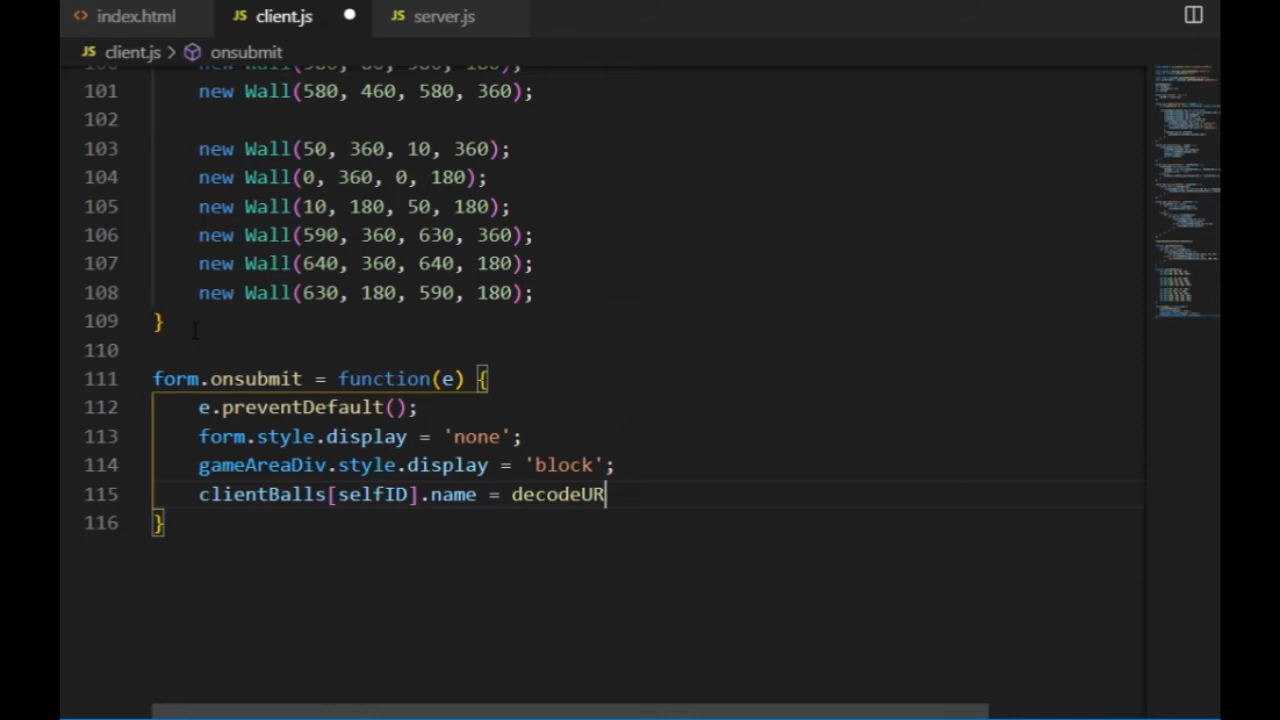 index.html
client.js
server.js
client.js > onsubmit
101 new Wall(580, 460, 580, 360);
102
103 new Wall(50, 360, 10, 360);
104 new Wall(0, 360, 0, 180);
105 new Wall(10, 180, 50, 180);
106 new Wall(590, 360, 630, 360);
107 new Wall(640, 360, 640, 180);
108 new Wall(630, 180, 590, 180);
109 }
110
111 form.onsubmit = function(e) {
112 e.preventDefault();
113 form.style.display = 'none';
114 gameAreaDiv.style.display = 'block';
115 clientBalls[selfID].name = decodeUR
116 }